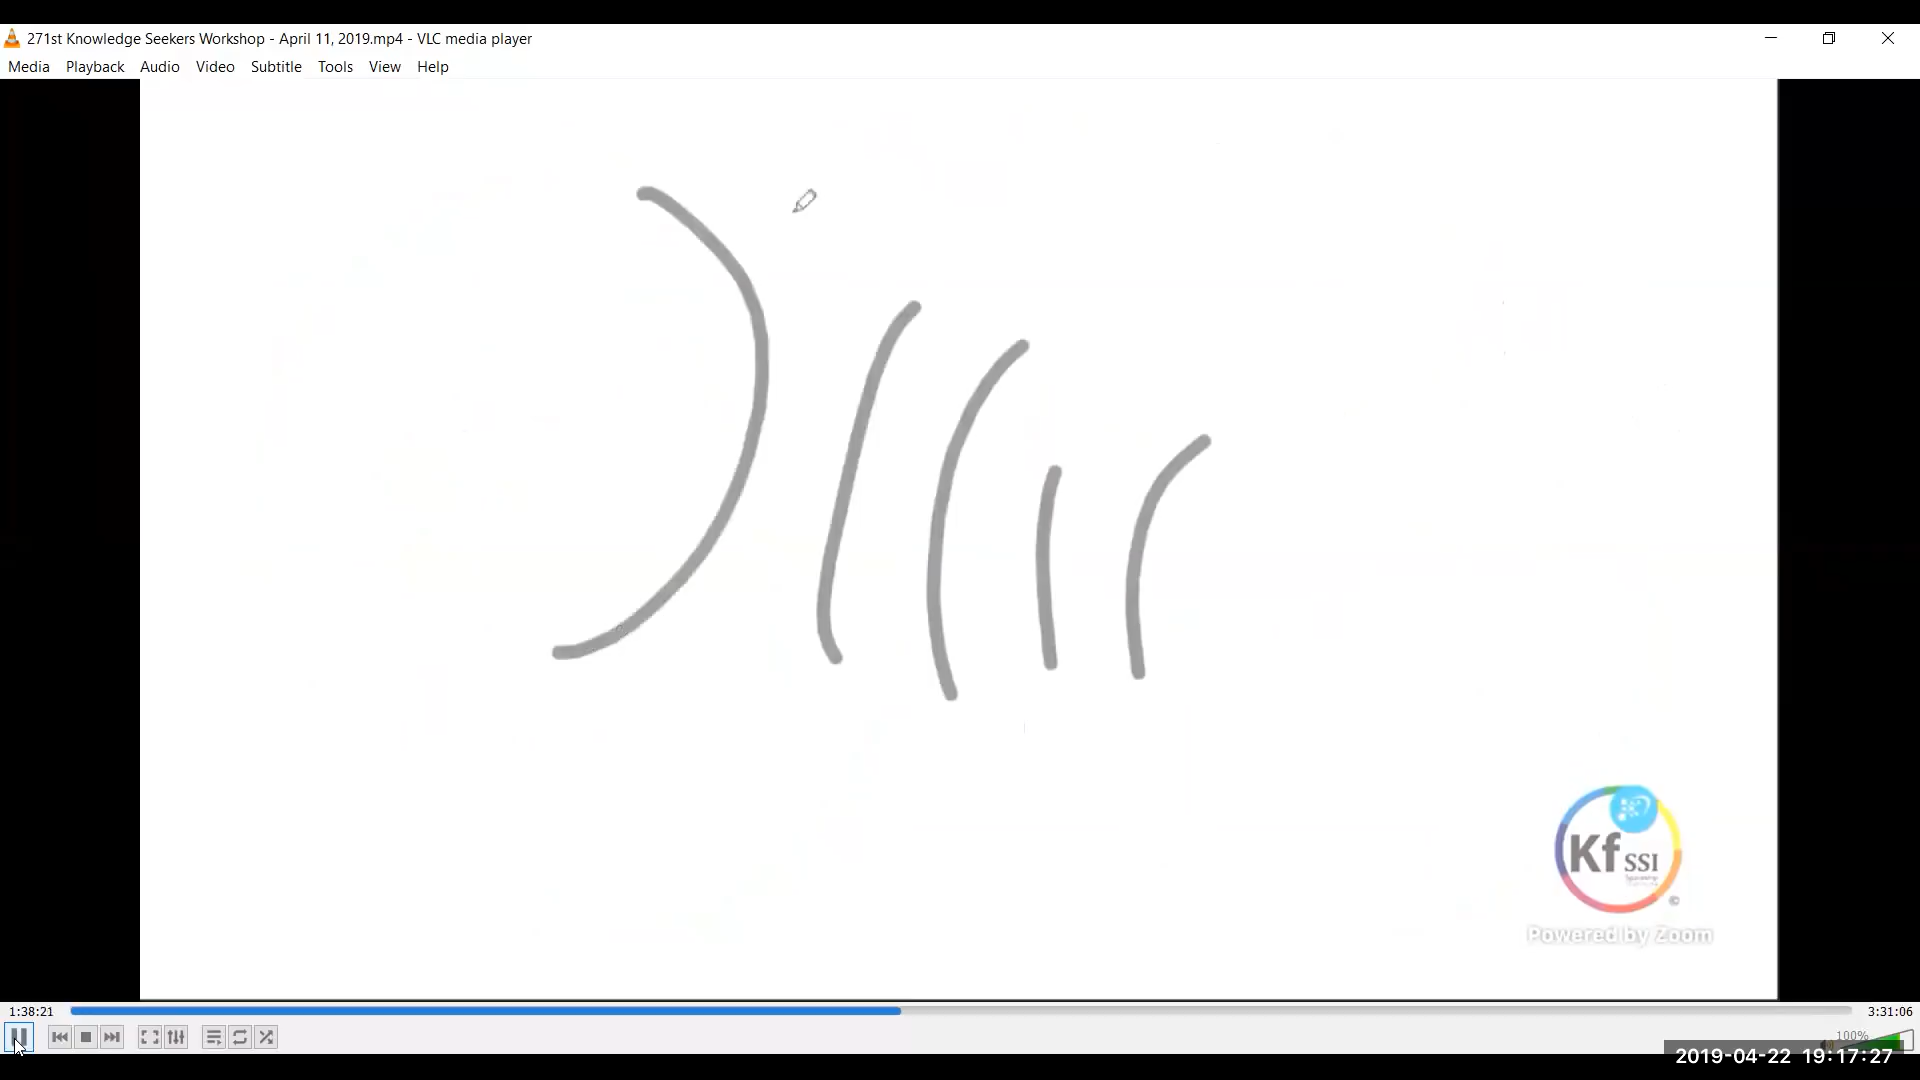 271st Knowledge Seekers Workshop - April 11, 2019.mp4 - VLC media player
Media Playback Audio Video Subtitle Tools View Help
Kf SSI
©
Powered by Zoom
1:38:21
3:31:06
100%
2019-04-22 19:17:27